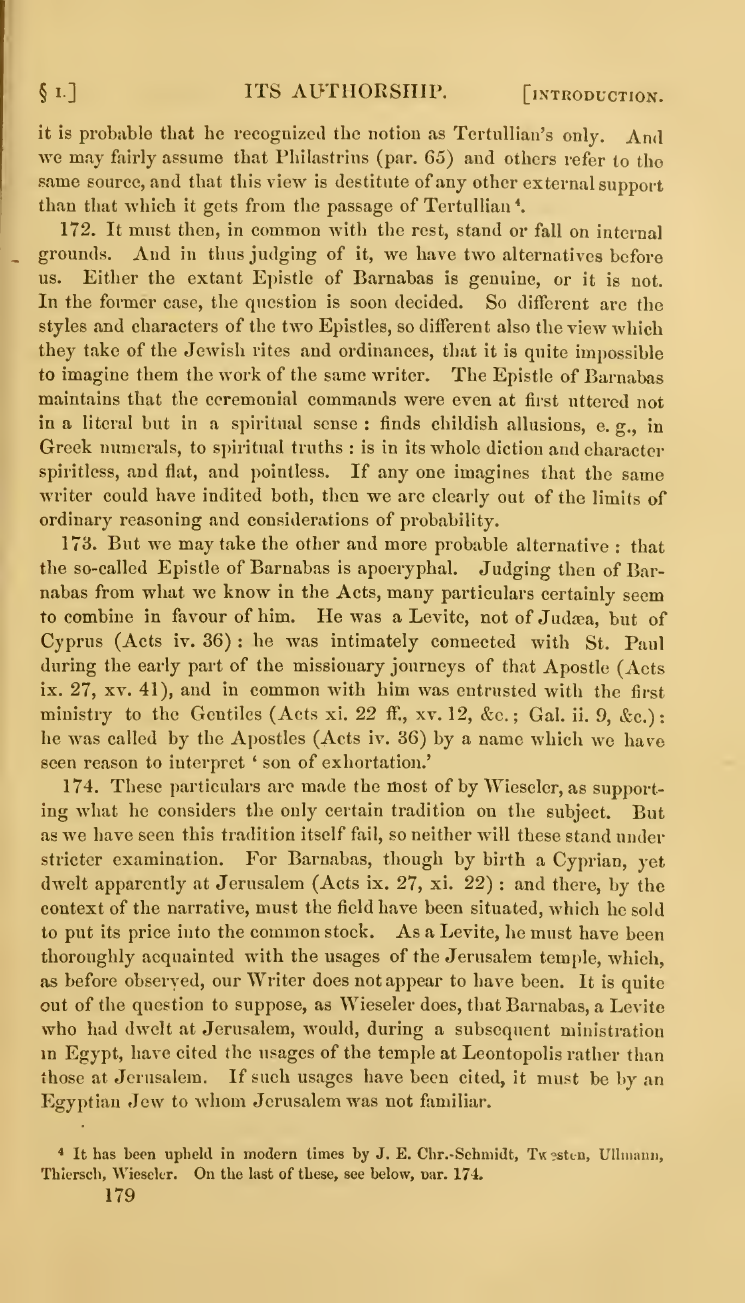 § 1.] ITS AUTHORSHIP. [INTRODUCTION.
it is probable that he recognized the notion as Tertullian's only. And
we may fairly assume that Philastrius (par. 65) and others refer to the
same source, and that this view is destitute of any other external support
than that which it gets from the passage of Tertullian ⁴.
172. It must then, in common with the rest, stand or fall on internal
grounds. And in thus judging of it, we have two alternatives before
us. Either the extant Epistle of Barnabas is genuine, or it is not.
In the former case, the question is soon decided. So different are the
styles and characters of the two Epistles, so different also the view which
they take of the Jewish rites and ordinances, that it is quite impossible
to imagine them the work of the same writer. The Epistle of Barnabas
maintains that the ceremonial commands were even at first uttered not
in a literal but in a spiritual sense : finds childish allusions, e. g., in
Greek numerals, to spiritual truths : is in its whole diction and character
spiritless, and flat, and pointless. If any one imagines that the same
writer could have indited both, then we are clearly out of the limits of
ordinary reasoning and considerations of probability.
173. But we may take the other and more probable alternative : that
the so-called Epistle of Barnabas is apocryphal. Judging then of Bar-
nabas from what we know in the Acts, many particulars certainly seem
to combine in favour of him. He was a Levite, not of Judæa, but of
Cyprus (Acts iv. 36) : he was intimately connected with St. Paul
during the early part of the missionary journeys of that Apostle (Acts
ix. 27, xv. 41), and in common with him was entrusted with the first
ministry to the Gentiles (Acts xi. 22 ff., xv. 12, &c. ; Gal. ii. 9, &c.) :
he was called by the Apostles (Acts iv. 36) by a name which we have
seen reason to interpret ‘ son of exhortation.’
174. These particulars are made the most of by Wieseler, as support-
ing what he considers the only certain tradition on the subject. But
as we have seen this tradition itself fail, so neither will these stand under
stricter examination. For Barnabas, though by birth a Cyprian, yet
dwelt apparently at Jerusalem (Acts ix. 27, xi. 22) : and there, by the
context of the narrative, must the field have been situated, which he sold
to put its price into the common stock. As a Levite, he must have been
thoroughly acquainted with the usages of the Jerusalem temple, which,
as before observed, our Writer does not appear to have been. It is quite
out of the question to suppose, as Wieseler does, that Barnabas, a Levite
who had dwelt at Jerusalem, would, during a subsequent ministration
in Egypt, have cited the usages of the temple at Leontopolis rather than
those at Jerusalem. If such usages have been cited, it must be by an
Egyptian Jew to whom Jerusalem was not familiar.
⁴ It has been upheld in modern times by J. E. Chr.-Schmidt, Twesten, Ullmann,
Thiersch, Wieseler. On the last of these, see below, par. 174.
179